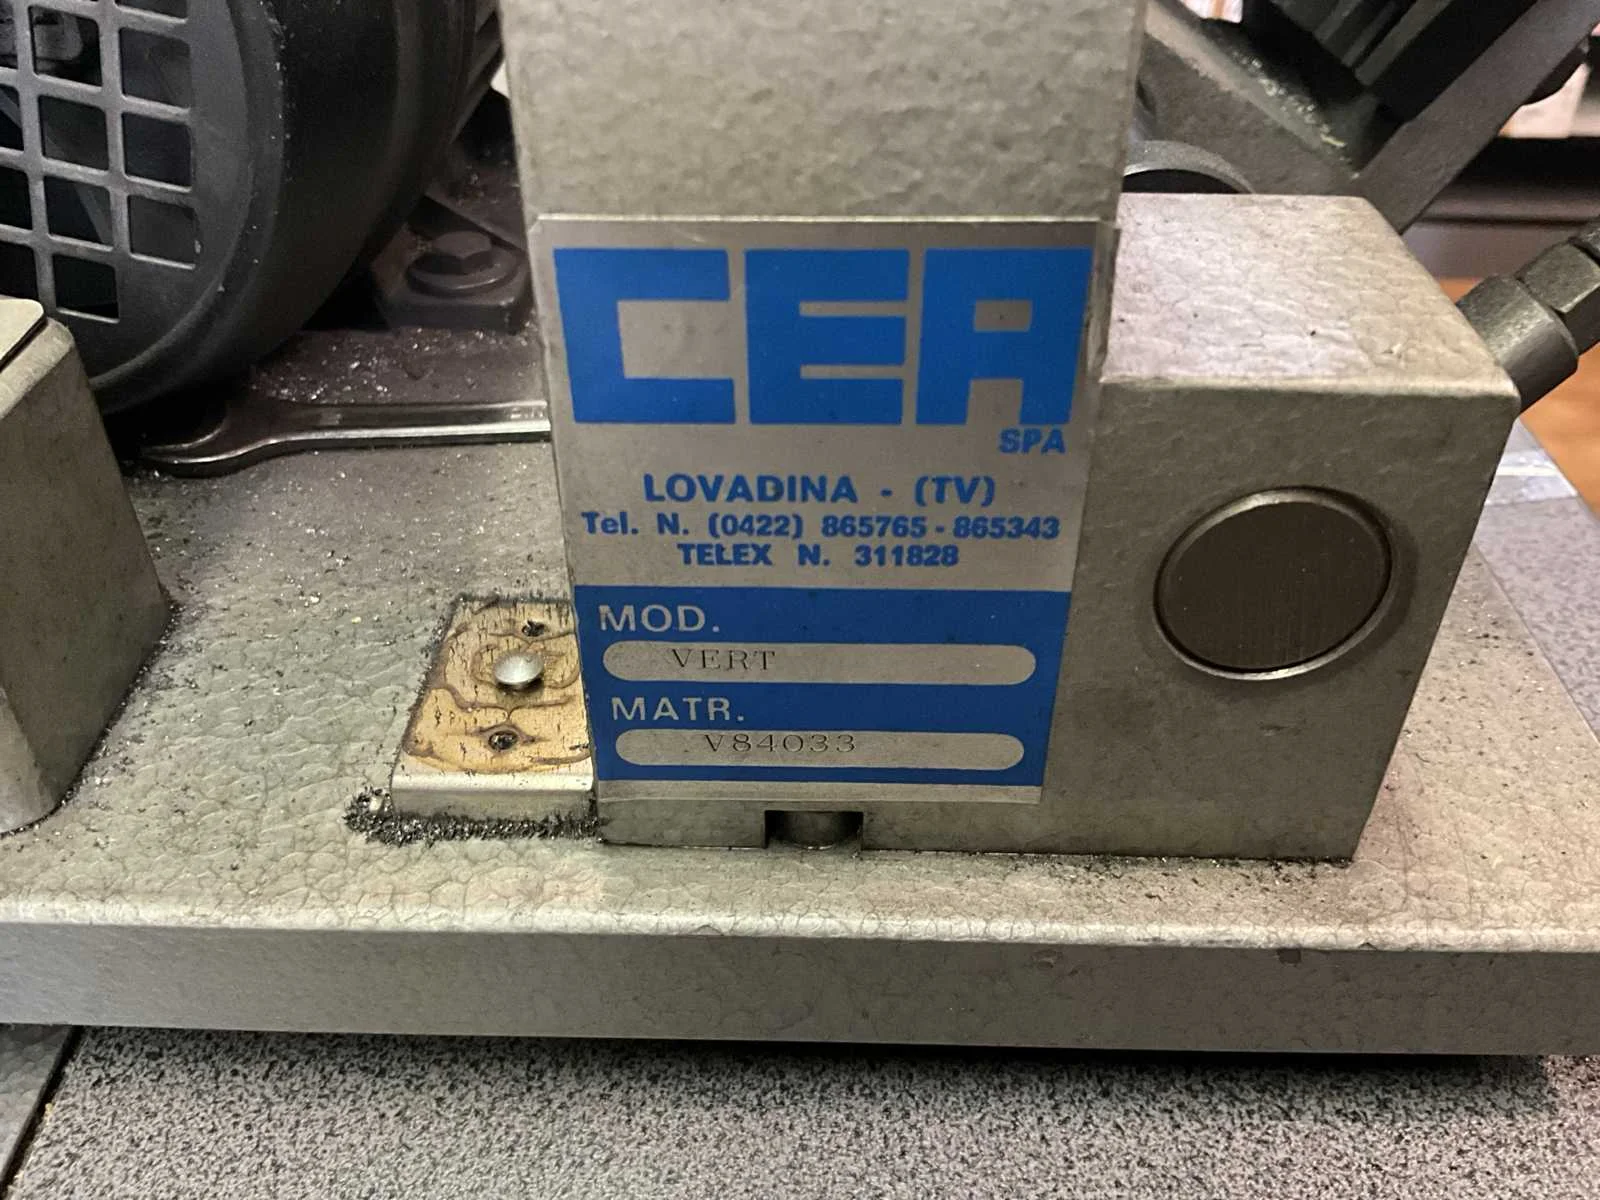 CEA
SPA
LOVADINA - (TV)
Tel. N. (0422) 865765 - 865343
TELEX N. 311828
MOD.
VERT
MATR.
V84033